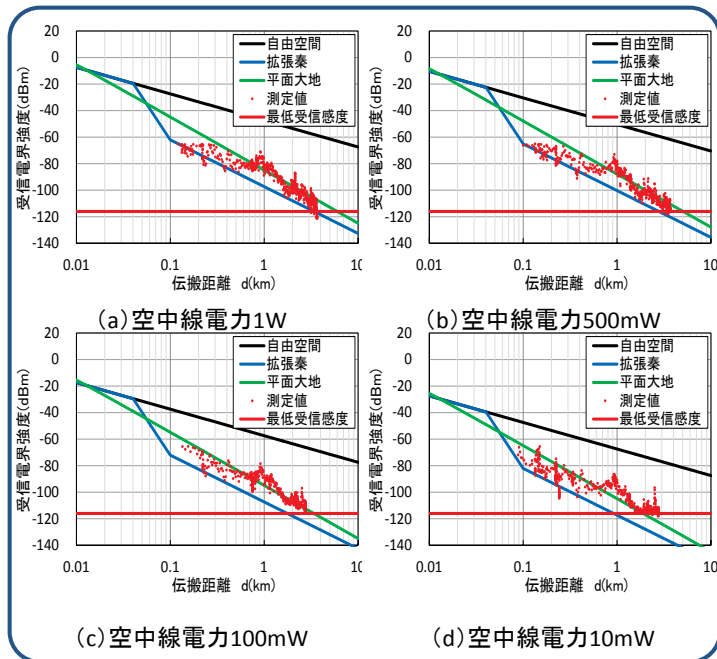 20
0
-20
-40
-60
-80
-100
-120
-140
受信電界強度(dBm)
自由空間
拡張秦
平面大地
測定値
最低受信感度
0.01
0.1
1
10
伝搬距離 d(km)
(a)空中線電力1W
20
0
-20
-40
-60
-80
-100
-120
-140
受信電界強度(dBm)
自由空間
拡張秦
平面大地
測定値
最低受信感度
0.01
0.1
1
10
伝搬距離 d(km)
(b)空中線電力500mW
20
0
-20
-40
-60
-80
-100
-120
-140
受信電界強度(dBm)
自由空間
拡張秦
平面大地
測定値
最低受信感度
0.01
0.1
1
10
伝搬距離 d(km)
(c)空中線電力100mW
20
0
-20
-40
-60
-80
-100
-120
-140
受信電界強度(dBm)
自由空間
拡張秦
平面大地
測定値
最低受信感度
0.01
0.1
1
10
伝搬距離 d(km)
(d)空中線電力10mW